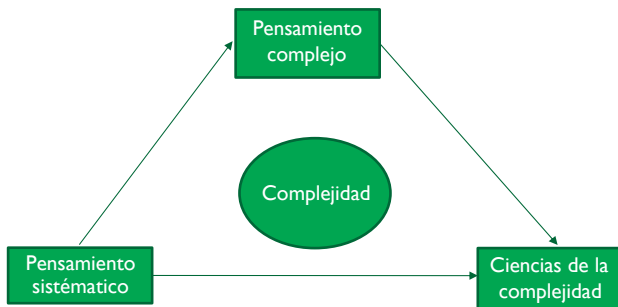 Pensamiento
complejo
Complejidad
Pensamiento
sistématico
Ciencias de la
complejidad